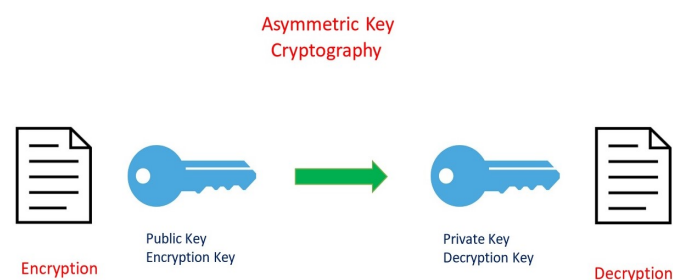 Asymmetric Key
Cryptography
Public Key
Encryption Key
Private Key
Decryption Key
Encryption
Decryption